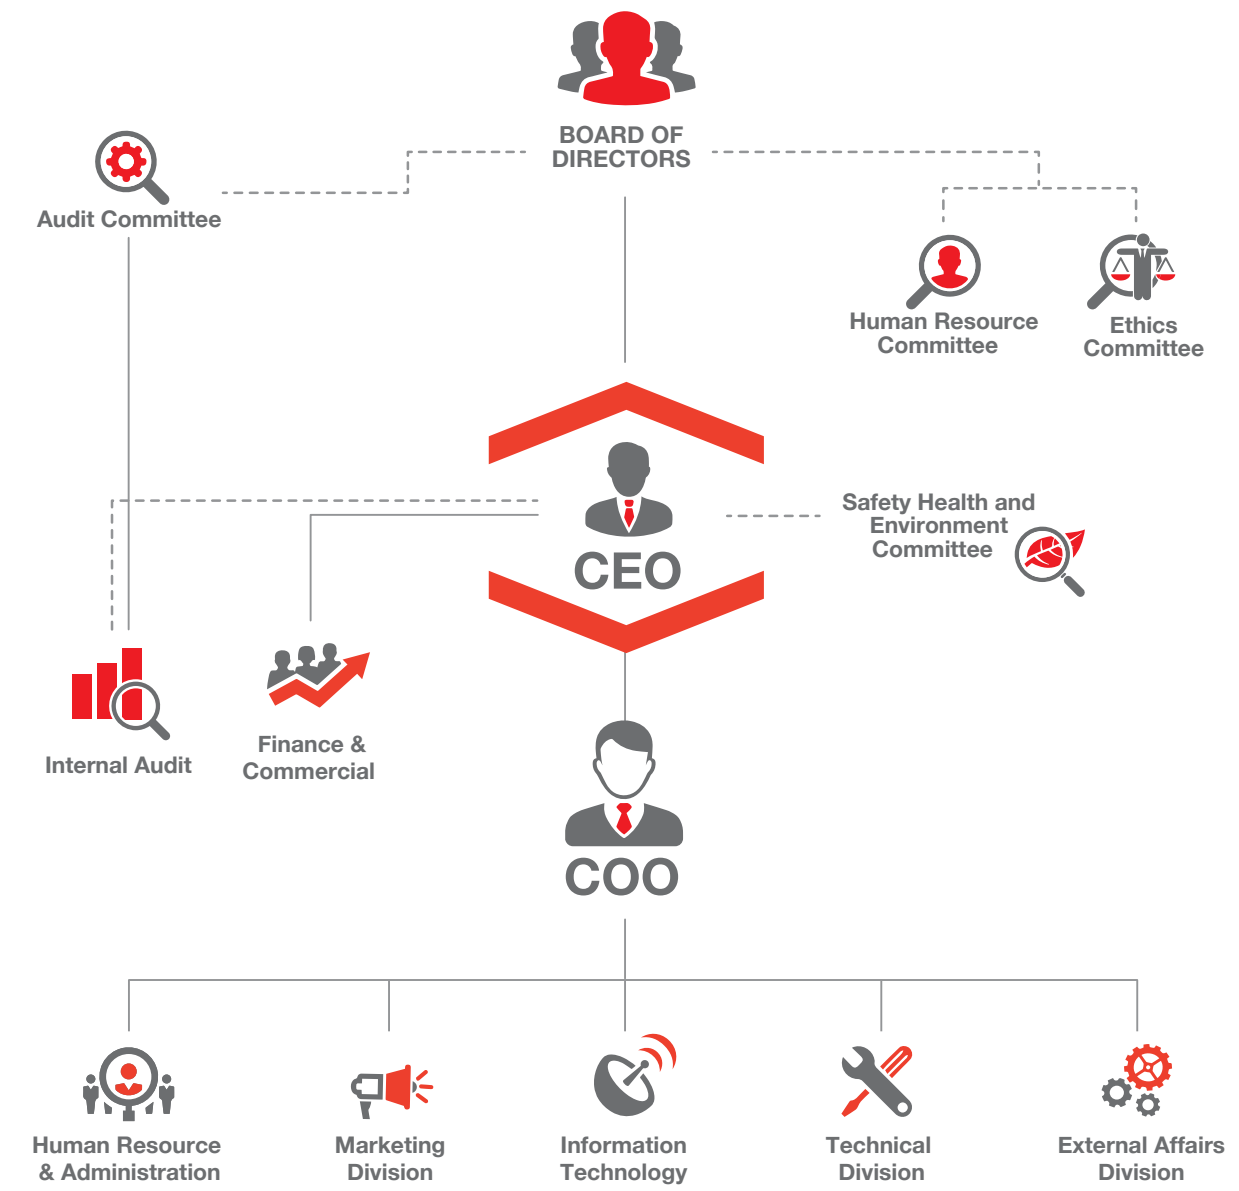 BOARD OF
DIRECTORS
Audit Committee
Human Resource
Committee
Ethics
Committee
CEO
Safety Health and
Environment
Committee
Internal Audit
Finance &
Commercial
COO
Human Resource
& Administration
Marketing
Division
Information
Technology
Technical
Division
External Affairs
Division